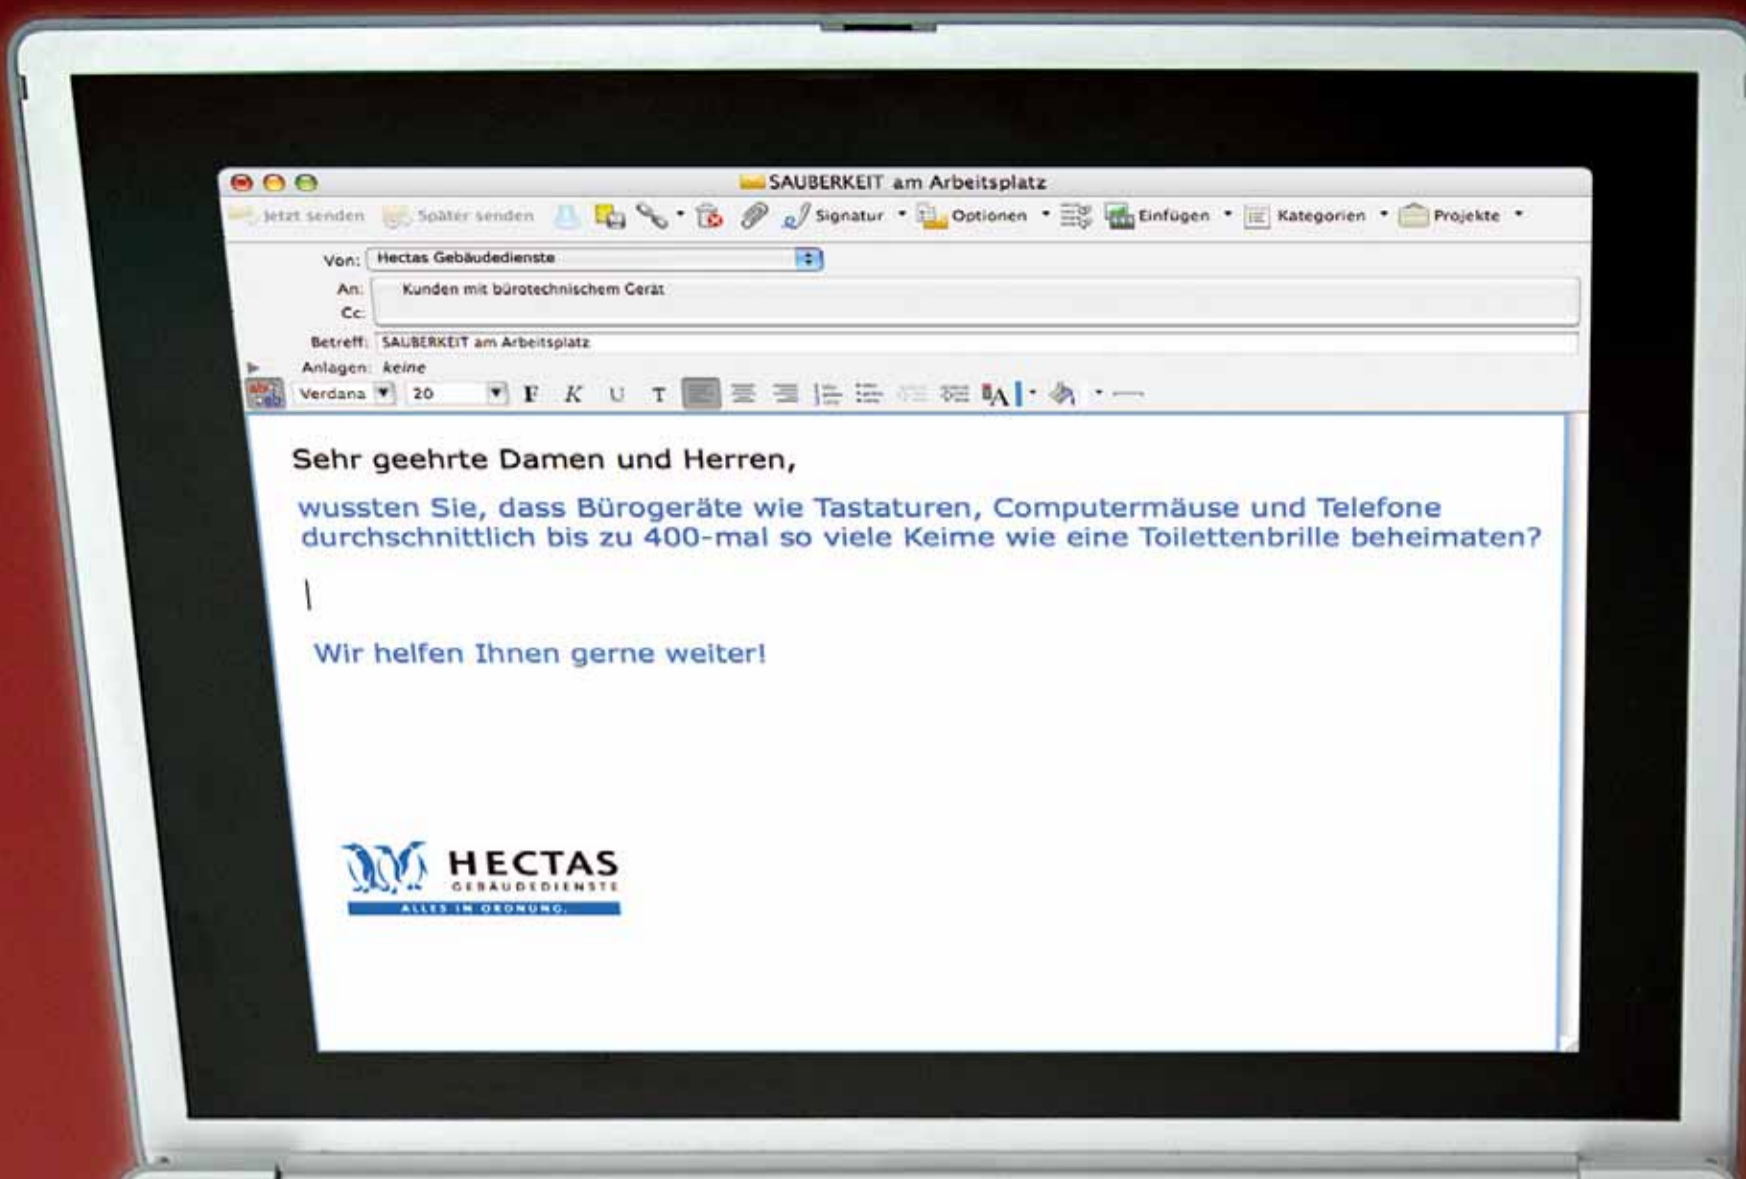 SAUBERKEIT am Arbeitsplatz
Jetzt senden Später senden Signatur Optionen Einfügen Kategorien Projekte
Von: Hectas Gebäudedienste
An: Kunden mit bürotechnischem Gerät
Cc:
Betreff: SAUBERKEIT am Arbeitsplatz
Anlagen: keine
Verdana 20 F K U T
Sehr geehrte Damen und Herren,
wussten Sie, dass Bürogeräte wie Tastaturen, Computermäuse und Telefone
durchschnittlich bis zu 400-mal so viele Keime wie eine Toilettenbrille beheimaten?
Wir helfen Ihnen gerne weiter!
HECTAS
GEBÄUDEDIENSTE
ALLES IN ORDNUNG.